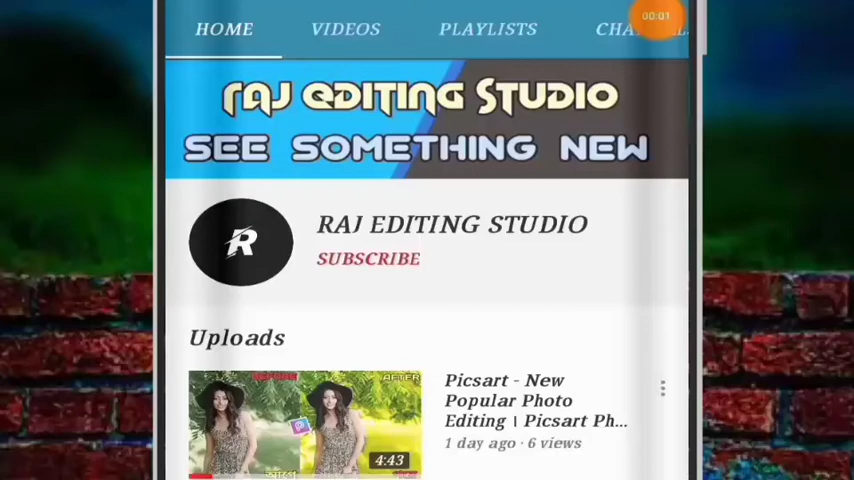 00:01
HOME VIDEOS PLAYLISTS
RAJ EDITING STUDIO
SEE SOMETHING NEW
R
RAJ EDITING STUDIO
SUBSCRIBE
Uploads
BEFORE AFTER
Picsart - New
Popular Photo
Editing | Picsart Ph...
1 day ago · 6 views
4:43